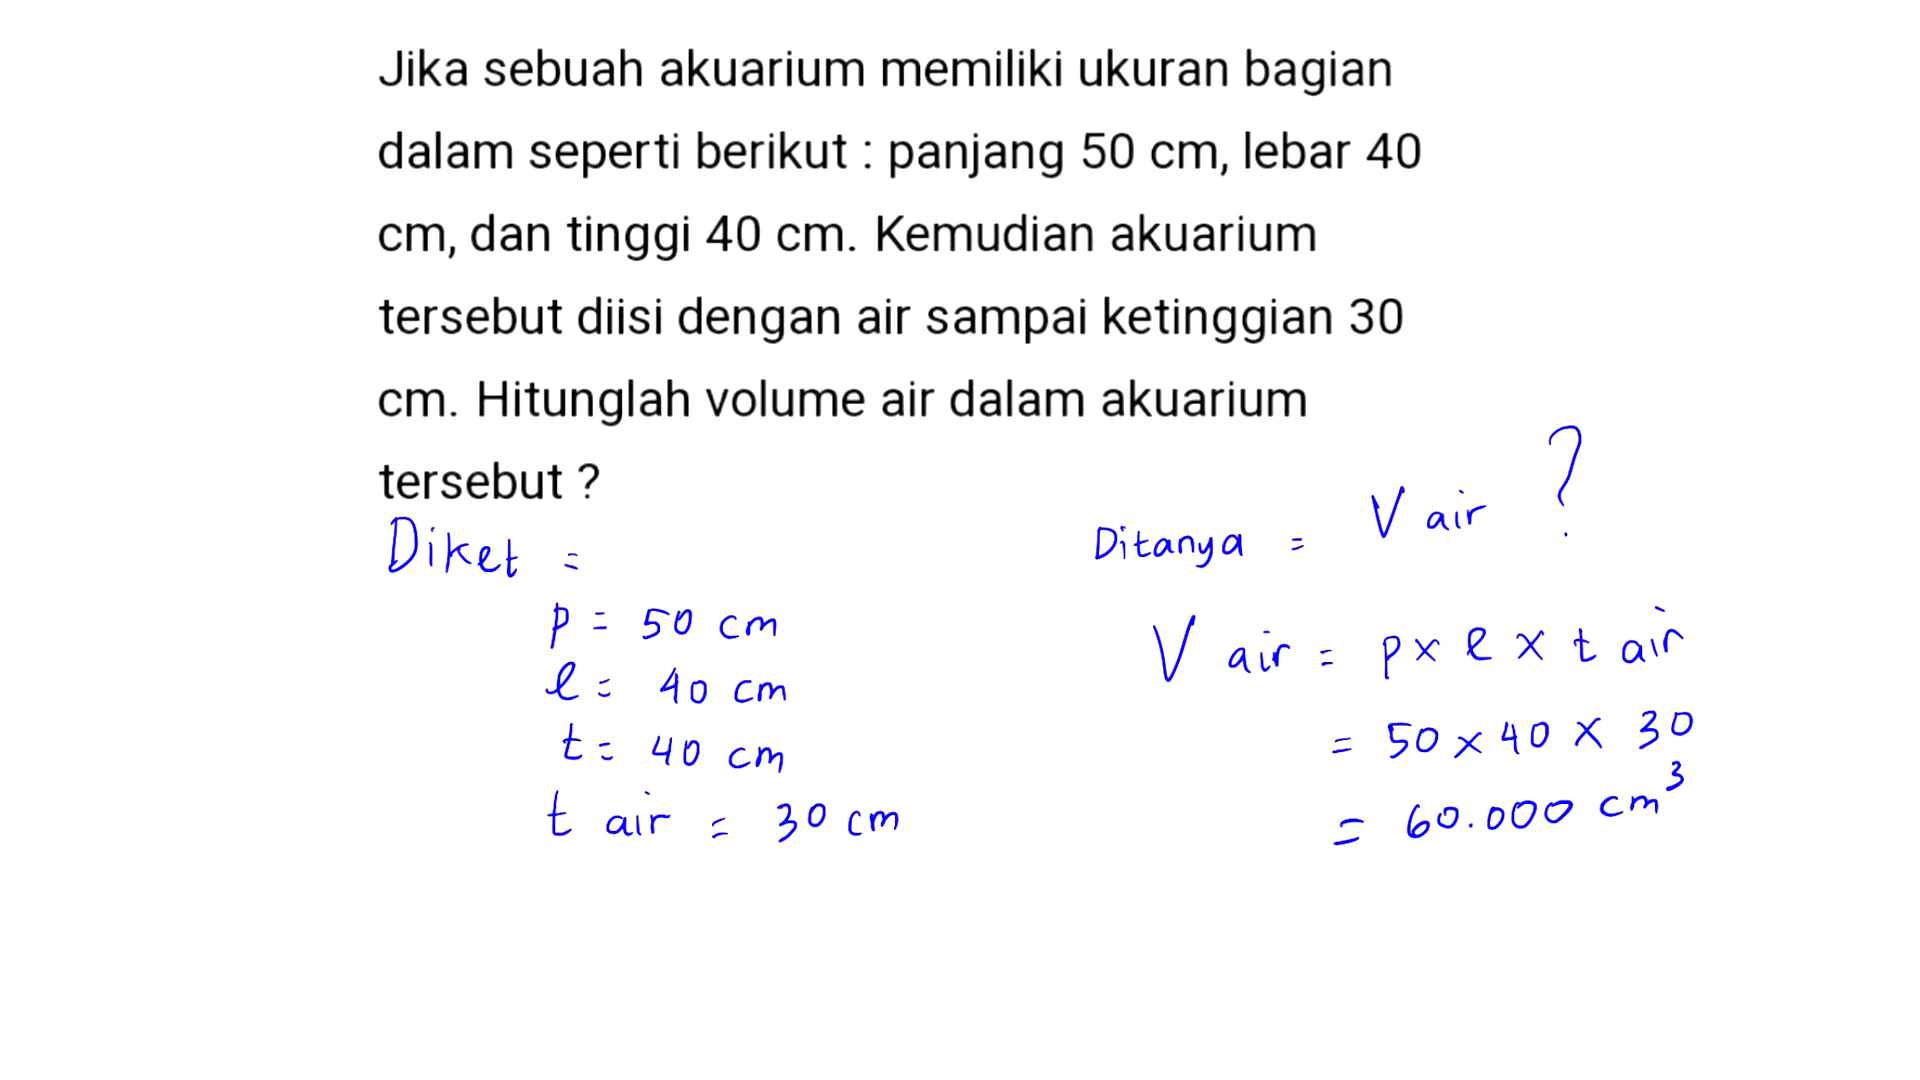 Jika sebuah akuarium memiliki ukuran bagian
dalam seperti berikut : panjang 50 cm, lebar 40
cm, dan tinggi 40 cm. Kemudian akuarium
tersebut diisi dengan air sampai ketinggian 30
cm. Hitunglah volume air dalam akuarium
tersebut ?
Diket =
p = 50 cm
l = 40 cm
t = 40 cm
t air = 30 cm
Ditanya = V air ?
V air = p x l x t air
= 50 x 40 x 30
= 60.000 cm³